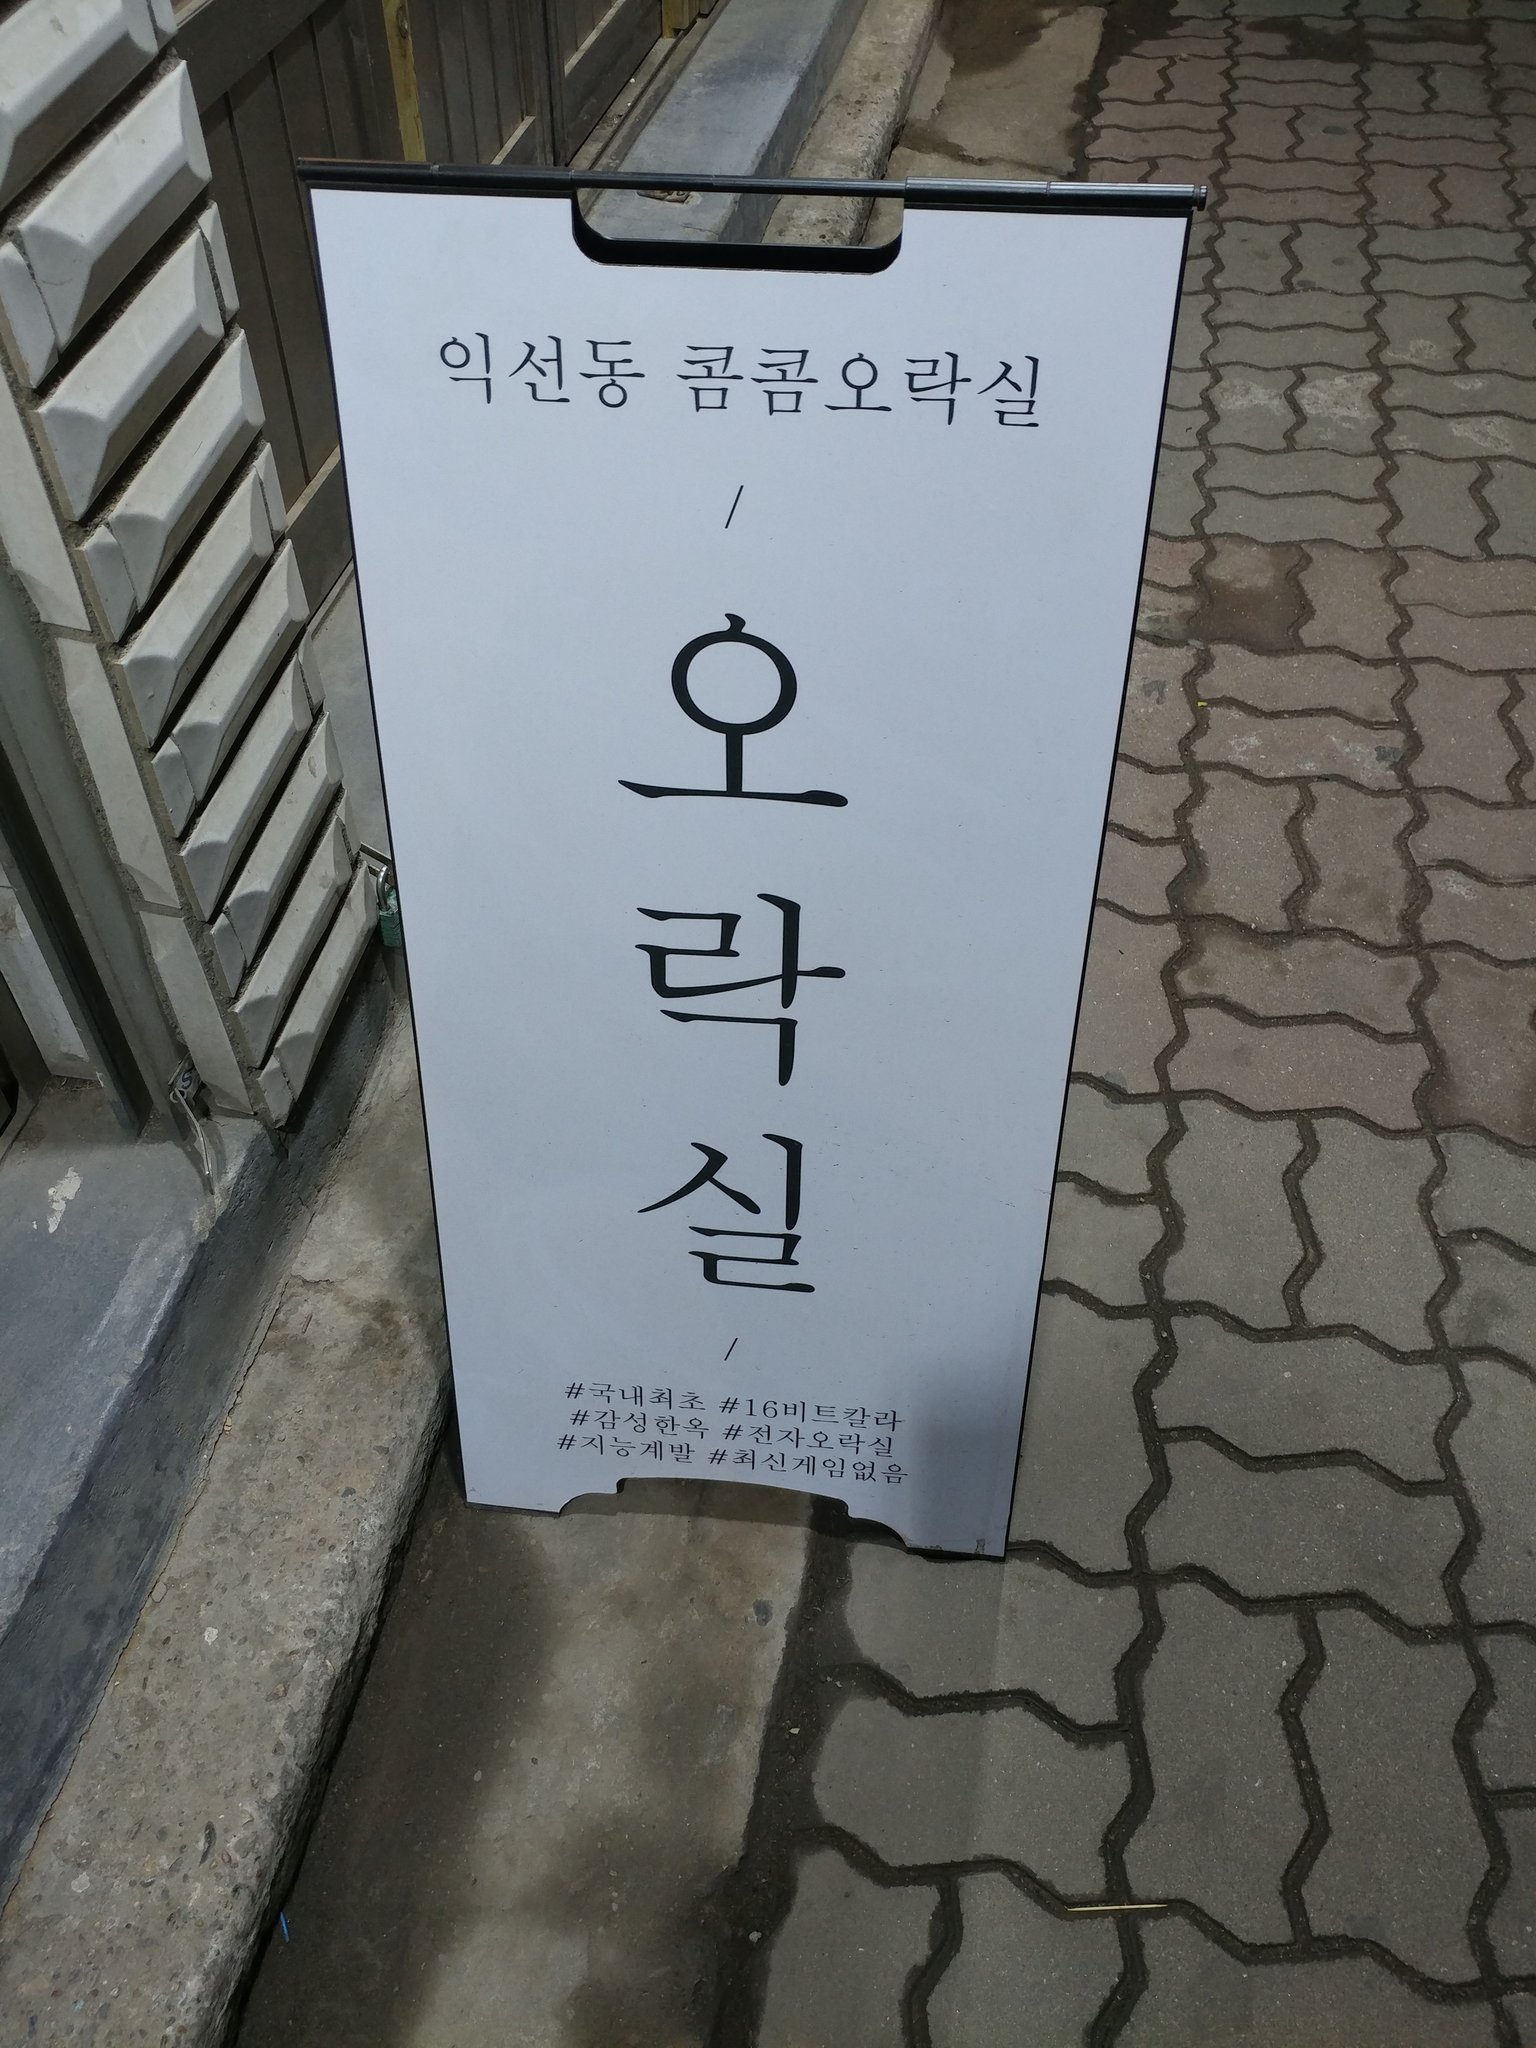 익선동 콤콤오락실
/
오
락
실
/
#국내최초 #16비트칼라
#감성한옥 #전자오락실
#지능계발 #최신게임없음